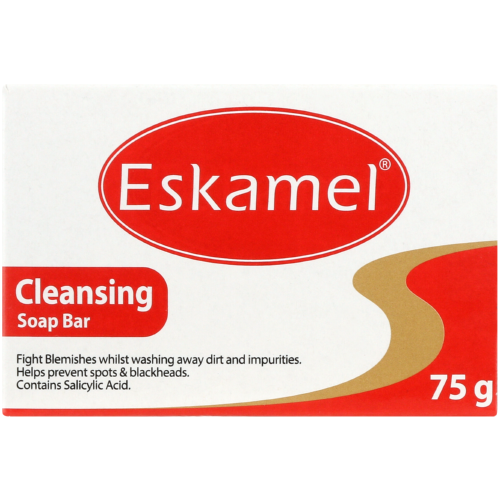 Eskamel®
Cleansing
Soap Bar
Fight Blemishes whilst washing away dirt and impurities.
Helps prevent spots & blackheads.
Contains Salicylic Acid.
75 g